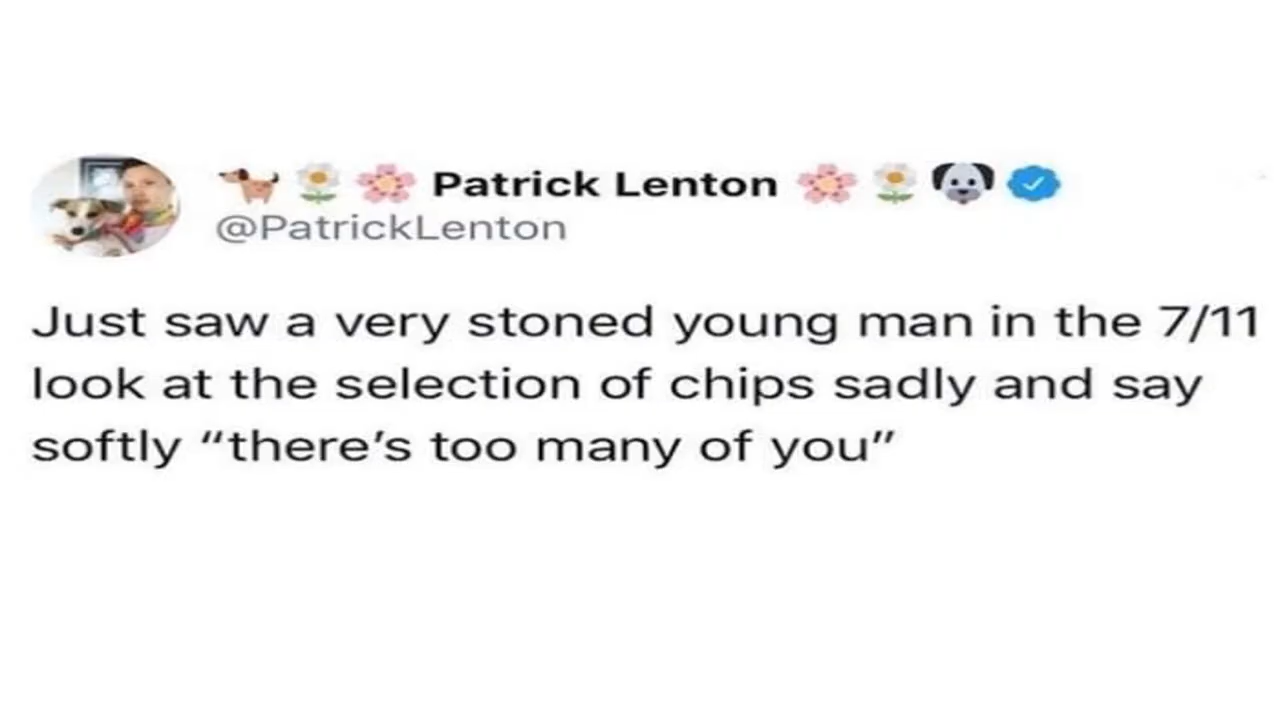 🐕🌼🌸 Patrick Lenton 🌸🌼🐶
@PatrickLenton
Just saw a very stoned young man in the 7/11
look at the selection of chips sadly and say
softly “there’s too many of you”